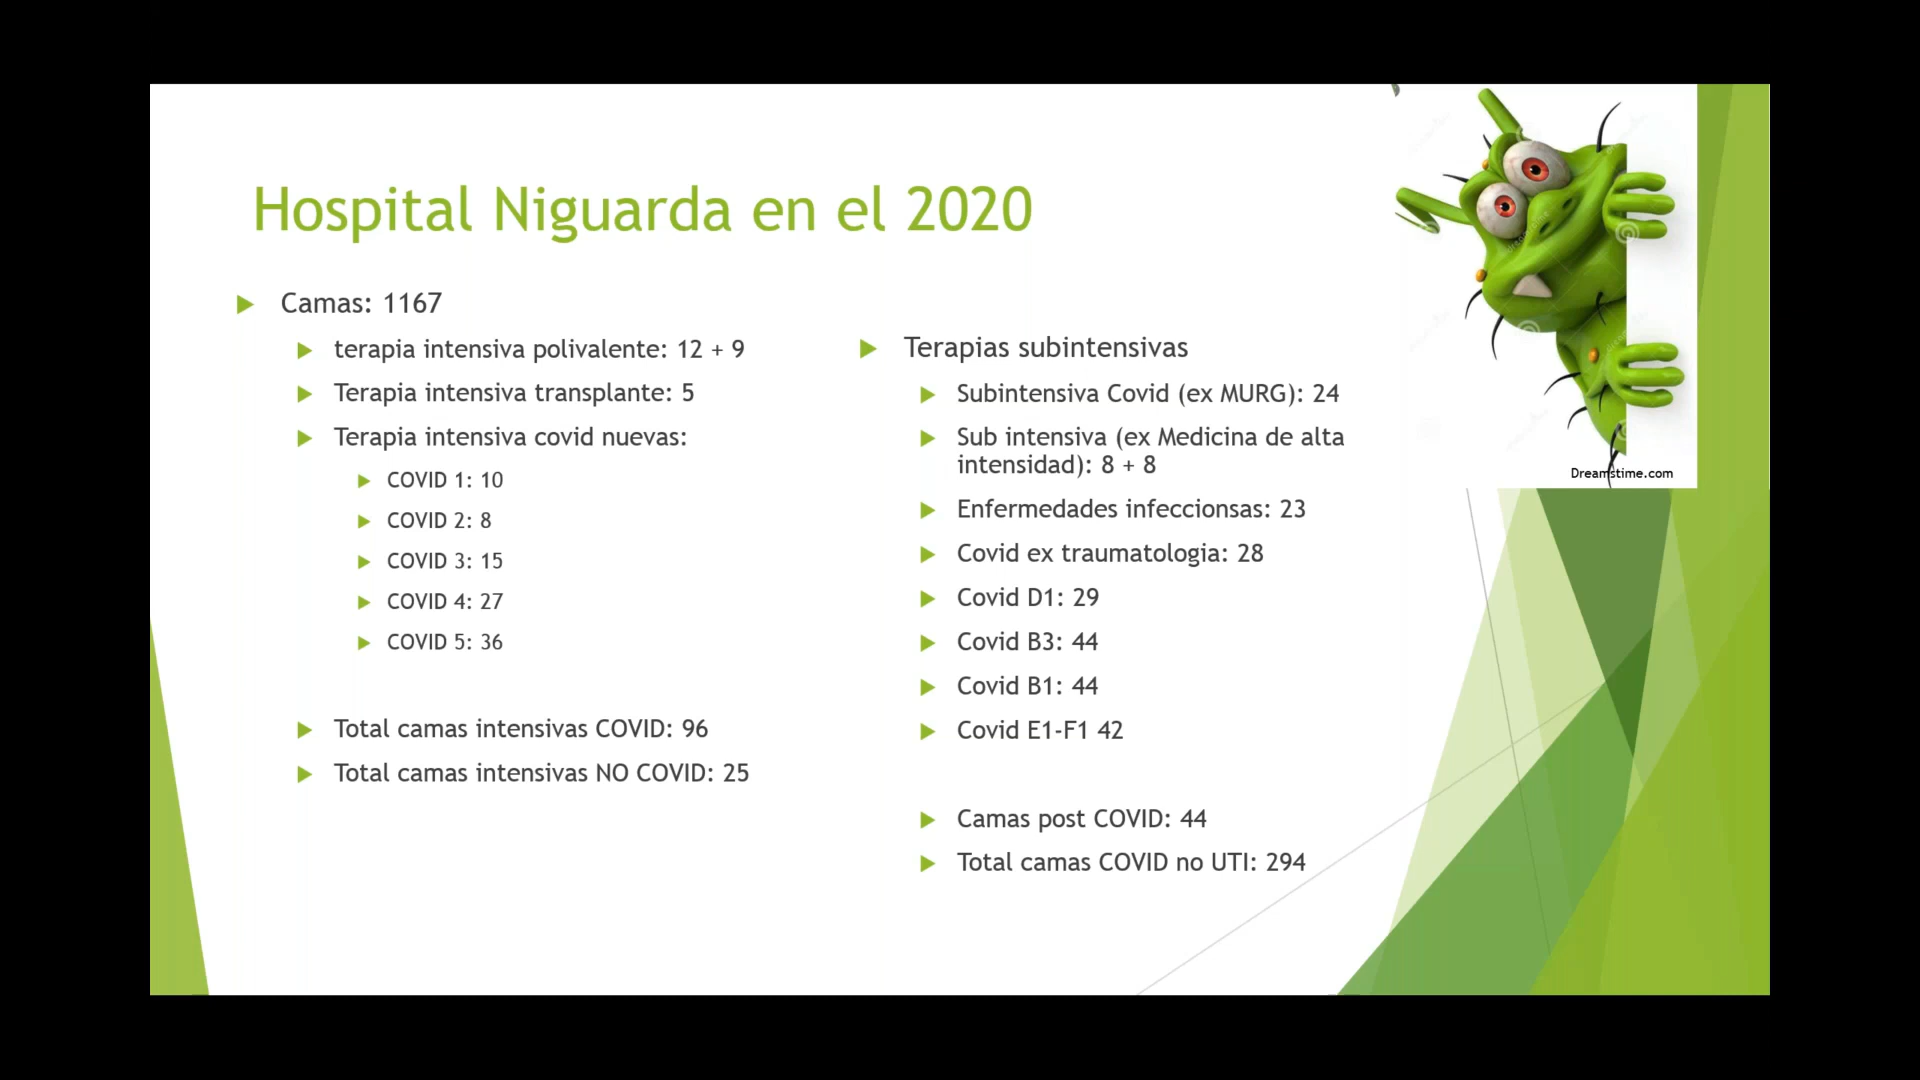 Hospital Niguarda en el 2020
Camas: 1167
terapia intensiva polivalente: 12 + 9
Terapia intensiva transplante: 5
Terapia intensiva covid nuevas:
COVID 1: 10
COVID 2: 8
COVID 3: 15
COVID 4: 27
COVID 5: 36
Total camas intensivas COVID: 96
Total camas intensivas NO COVID: 25
Terapias subintensivas
Subintensiva Covid (ex MURG): 24
Sub intensiva (ex Medicina de alta
intensidad): 8 + 8
Enfermedades infeccionsas: 23
Covid ex traumatologia: 28
Covid D1: 29
Covid B3: 44
Covid B1: 44
Covid E1-F1 42
Camas post COVID: 44
Total camas COVID no UTI: 294
Dreamstime.com